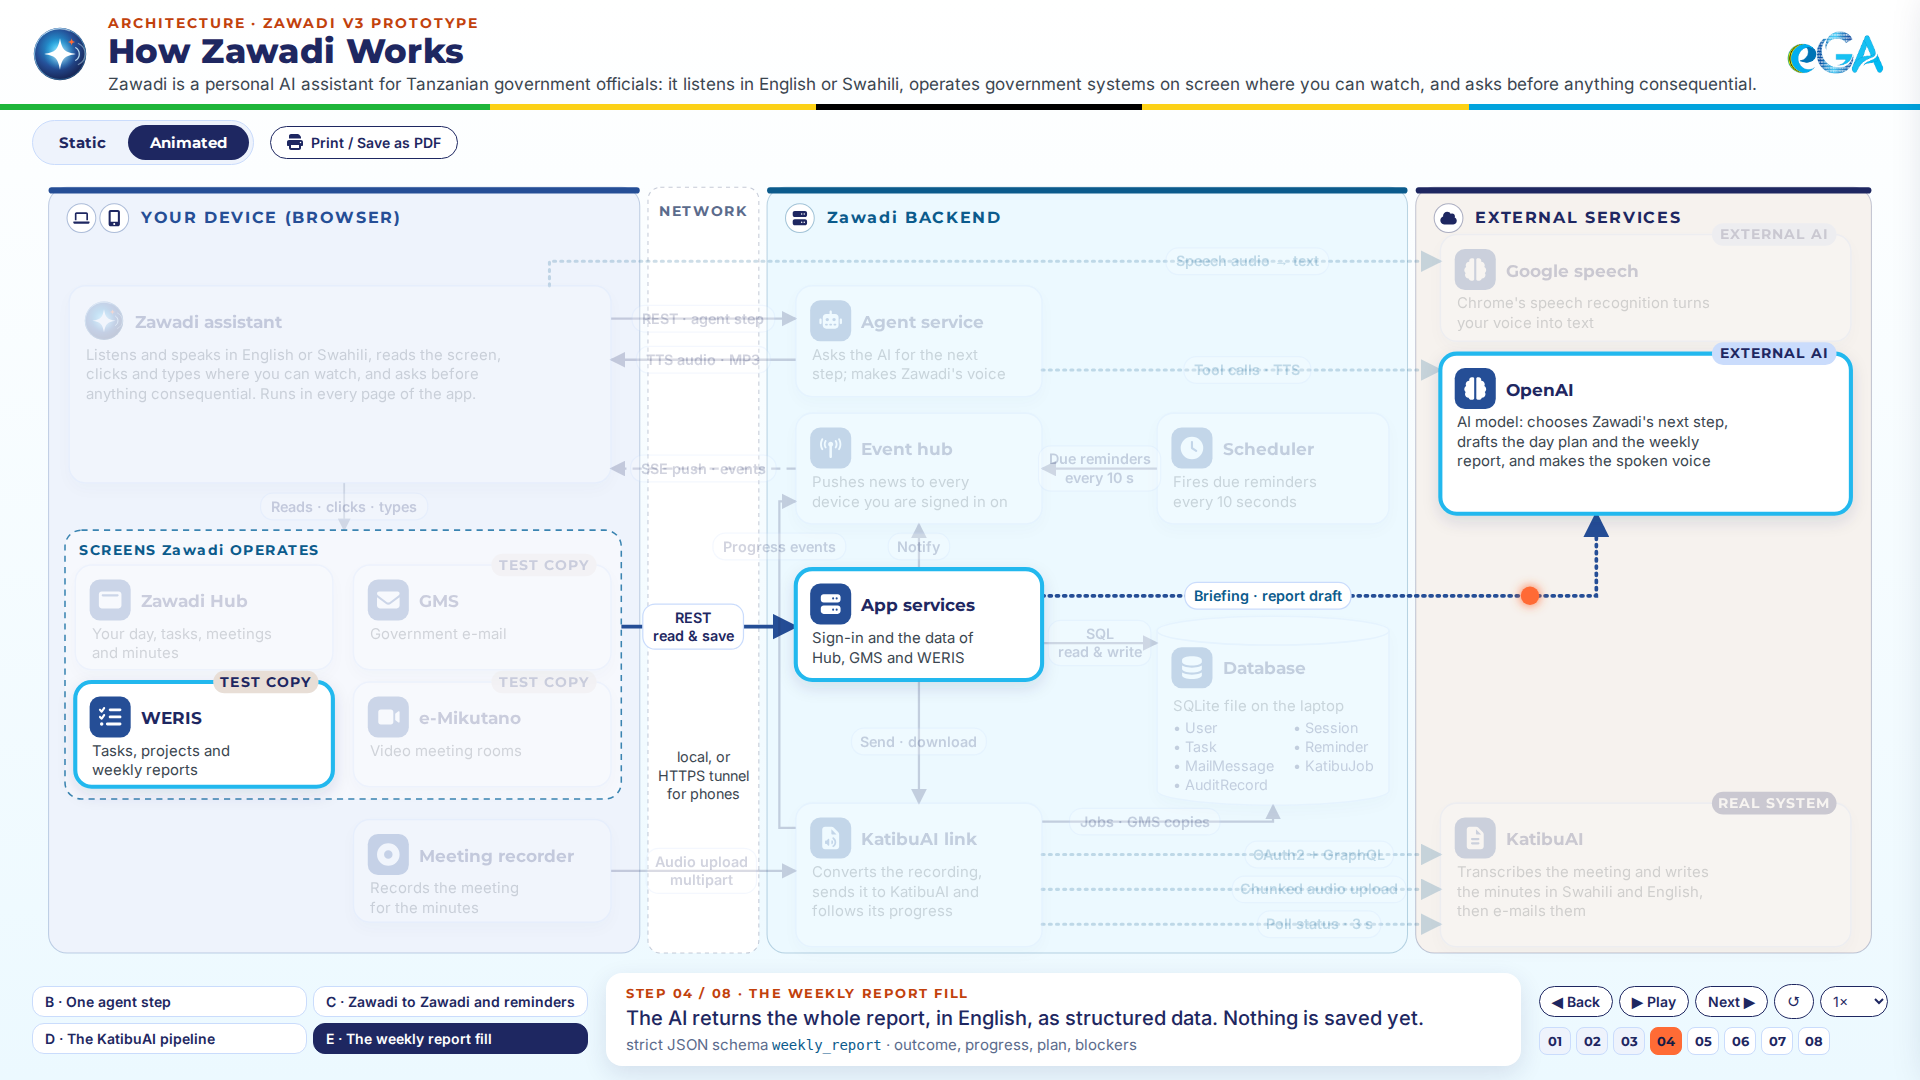 ARCHITECTURE · ZAWADI V3 PROTOTYPE
How Zawadi Works
Zawadi is a personal AI assistant for Tanzanian government officials: it listens in English or Swahili, operates government systems on screen where you can watch, and asks before anything consequential.
eGA
Static
Animated
Print / Save as PDF
YOUR DEVICE (BROWSER)
Zawadi assistant
Listens and speaks in English or Swahili, reads the screen,
clicks and types where you can watch, and asks before
anything consequential. Runs in every page of the app.
Reads · clicks · types
SCREENS Zawadi OPERATES
Zawadi Hub
Your day, tasks, meetings
and minutes
TEST COPY
GMS
Government e-mail
TEST COPY
WERIS
Tasks, projects and
weekly reports
TEST COPY
e-Mikutano
Video meeting rooms
Meeting recorder
Records the meeting
for the minutes
NETWORK
REST · agent step
TTS audio · MP3
SSE push · events
Progress events
REST
read & save
local, or
HTTPS tunnel
for phones
Audio upload
multipart
Zawadi BACKEND
Speech audio → text
Agent service
Asks the AI for the next
step; makes Zawadi's voice
Tool calls · TTS
Event hub
Pushes news to every
device you are signed in on
Due reminders
every 10 s
Scheduler
Fires due reminders
every 10 seconds
Notify
App services
Sign-in and the data of
Hub, GMS and WERIS
Briefing · report draft
SQL
read & write
Database
SQLite file on the laptop
• User
• Session
• Task
• Reminder
• MailMessage
• KatibuJob
• AuditRecord
Send · download
Jobs · GMS copies
KatibuAI link
Converts the recording,
sends it to KatibuAI and
follows its progress
OAuth2 + GraphQL
Chunked audio upload
Poll status · 3 s
EXTERNAL SERVICES
EXTERNAL AI
Google speech
Chrome's speech recognition turns
your voice into text
EXTERNAL AI
OpenAI
AI model: chooses Zawadi's next step,
drafts the day plan and the weekly
report, and makes the spoken voice
REAL SYSTEM
KatibuAI
Transcribes the meeting and writes
the minutes in Swahili and English,
then e-mails them
B · One agent step
C · Zawadi to Zawadi and reminders
D · The KatibuAI pipeline
E · The weekly report fill
STEP 04 / 08 · THE WEEKLY REPORT FILL
The AI returns the whole report, in English, as structured data. Nothing is saved yet.
strict JSON schema weekly_report · outcome, progress, plan, blockers
◀ Back
▶ Play
Next ▶
↺
1×
01
02
03
04
05
06
07
08